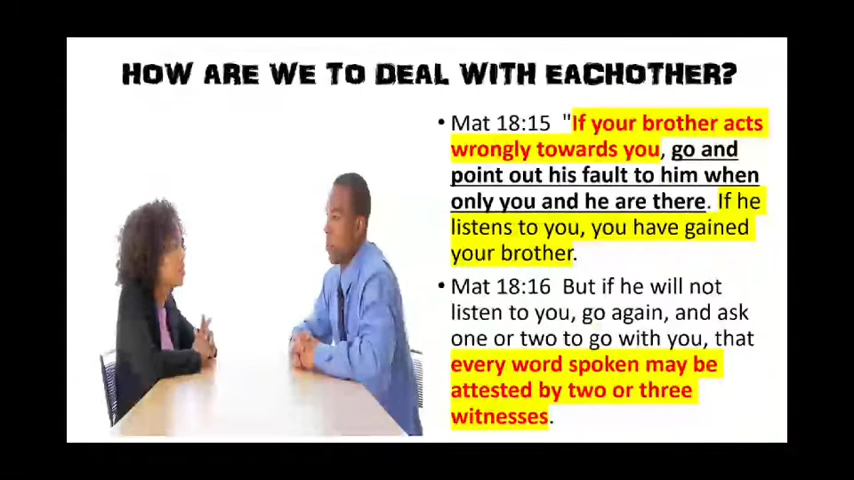 HOW ARE WE TO DEAL WITH EACHOTHER?
• Mat 18:15 "If your brother acts
wrongly towards you, go and
point out his fault to him when
only you and he are there. If he
listens to you, you have gained
your brother.
• Mat 18:16 But if he will not
listen to you, go again, and ask
one or two to go with you, that
every word spoken may be
attested by two or three
witnesses.